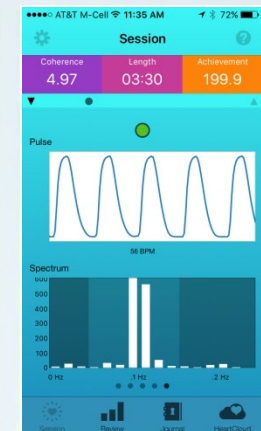 AT&T M-Cell 11:35 AM 72%
Session
Coherence Length Achievement
4.97 03:30 199.9
Pulse
56 BPM
Spectrum
600
500
400
300
200
100
0
0 Hz .1 Hz .2 Hz
Session Review Journal HeartCloud